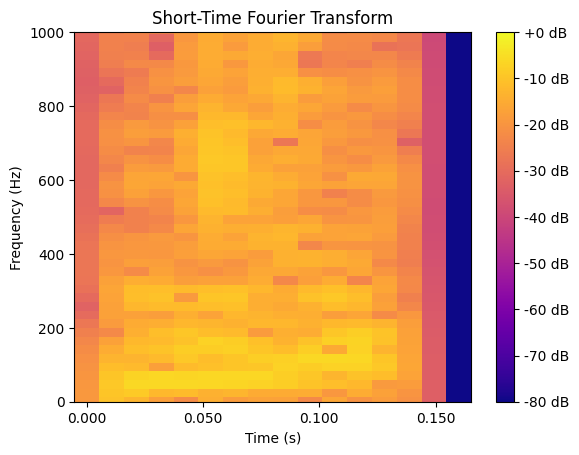 Short-Time Fourier Transform
1000
800
600
400
200
0
Frequency (Hz)
0.000
0.050
0.100
0.150
Time (s)
+0 dB
-10 dB
-20 dB
-30 dB
-40 dB
-50 dB
-60 dB
-70 dB
-80 dB